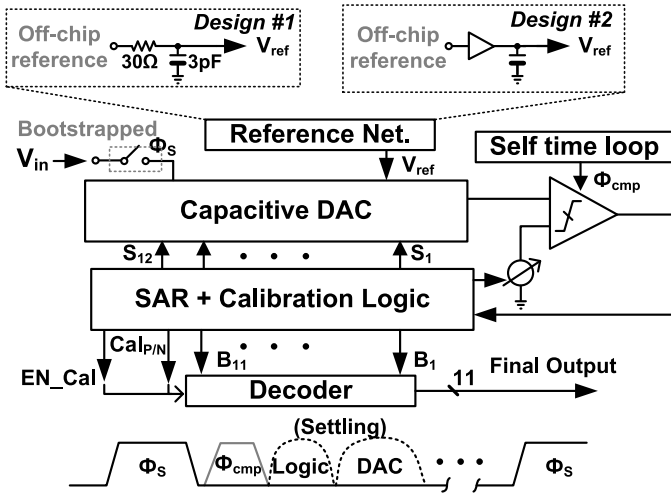 Design #1
Off-chip reference
30Ω
3pF
V_ref
Design #2
Off-chip reference
V_ref
Bootstrapped
Φ_S
V_in
Reference Net.
V_ref
Self time loop
Φ_cmp
Capacitive DAC
S_12
• • •
S_1
SAR + Calibration Logic
Cal_P/N
B_11
• • •
B_1
EN_Cal
Decoder
11
Final Output
(Settling)
Φ_S
Φ_cmp
Logic
DAC
• • •
Φ_S